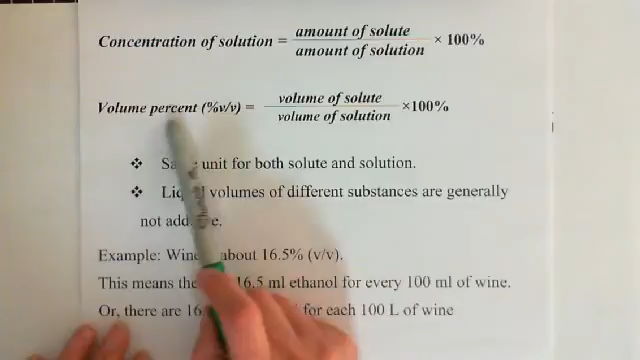 Concentration of solution = amount of solute / amount of solution × 100%
Volume percent (%v/v) = volume of solute / volume of solution ×100%
❖ unit for both solute and solution.
❖ volumes of different substances are generally
not
Example: about 16.5% (v/v).
This means 16.5 ml ethanol for every 100 ml of wine.
Or, there are for each 100 L of wine